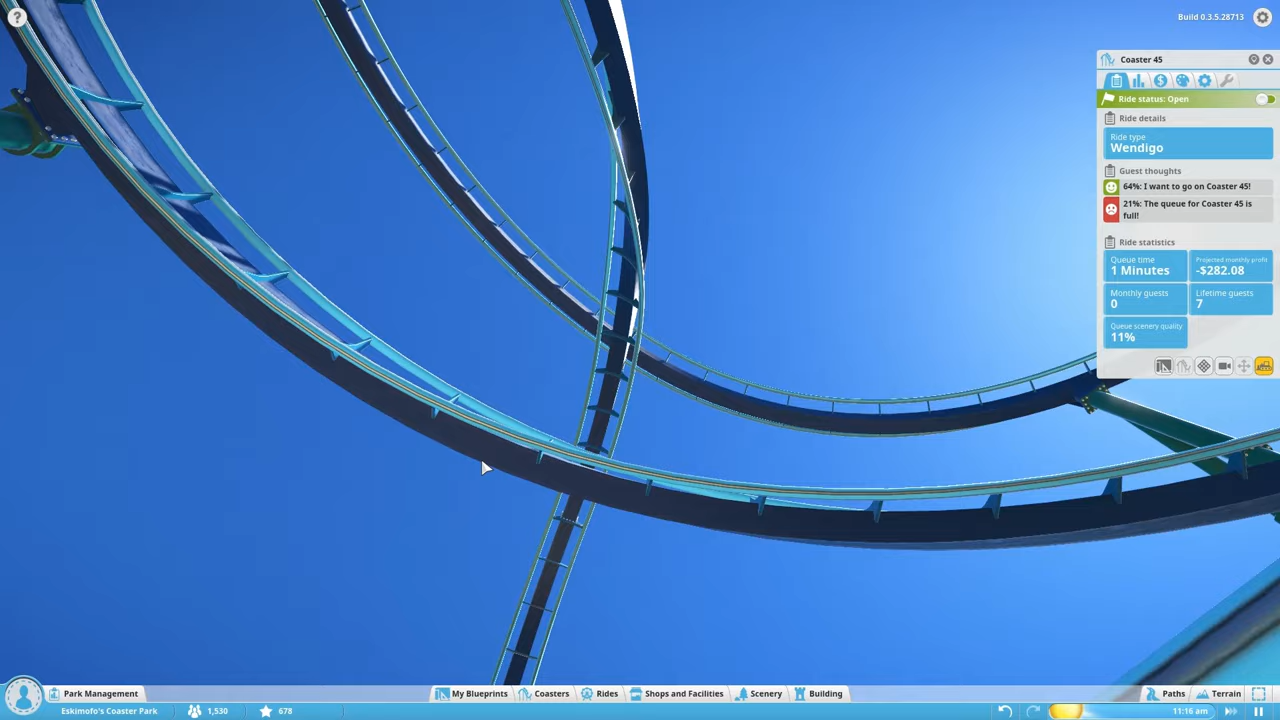 ?
Build 0.3.5.28713
Coaster 45
Ride status: Open
Ride details
Ride type
Wendigo
Guest thoughts
64%: I want to go on Coaster 45!
21%: The queue for Coaster 45 is
full!
Ride statistics
Queue time
1 Minutes
Projected monthly profit
-$282.08
Monthly guests
0
Lifetime guests
7
Queue scenery quality
11%
Park Management
My Blueprints
Coasters
Rides
Shops and Facilities
Scenery
Building
Paths
Terrain
Eskimofo's Coaster Park
1,530
678
11:16 am